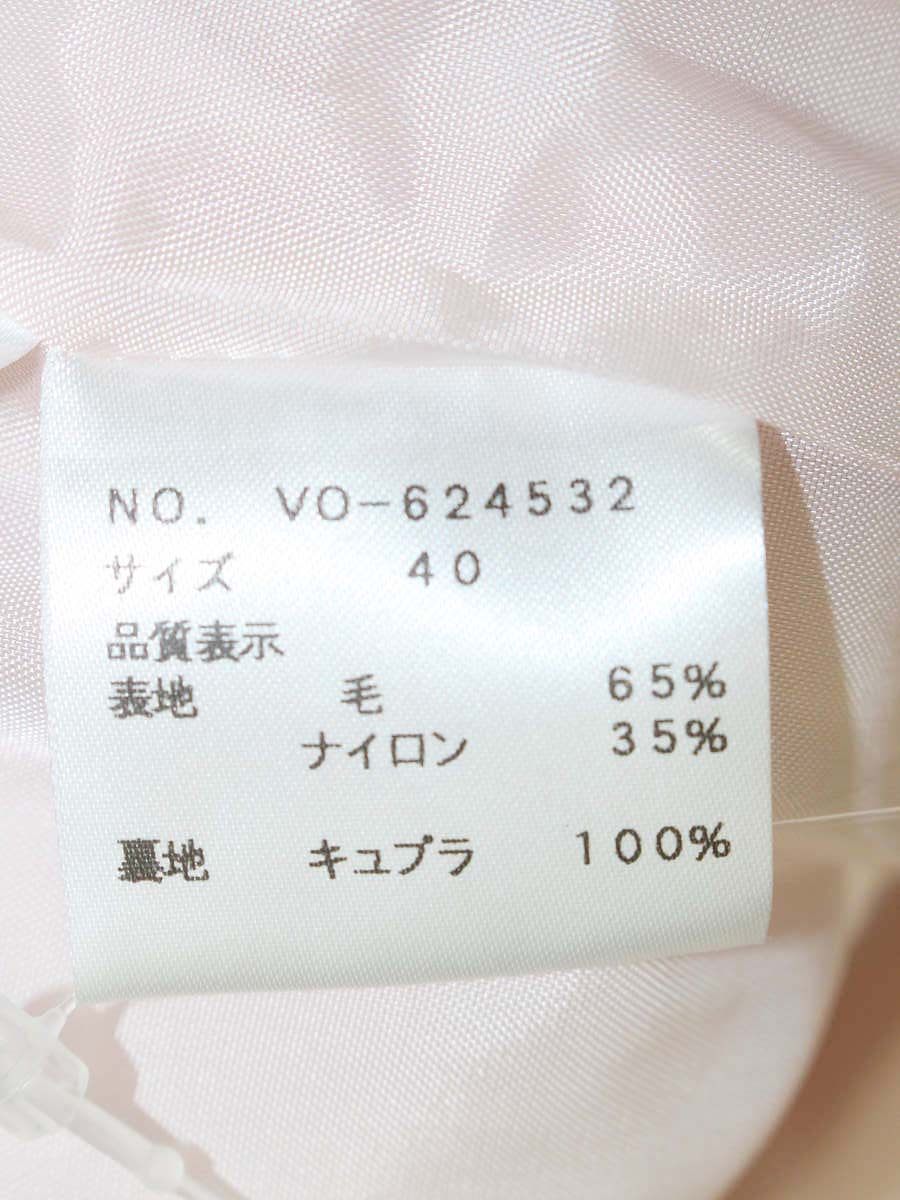 NO. VO-624532
サイズ 40
品質表示
表地 毛 65%
ナイロン 35%
裏地 キュプラ 100%